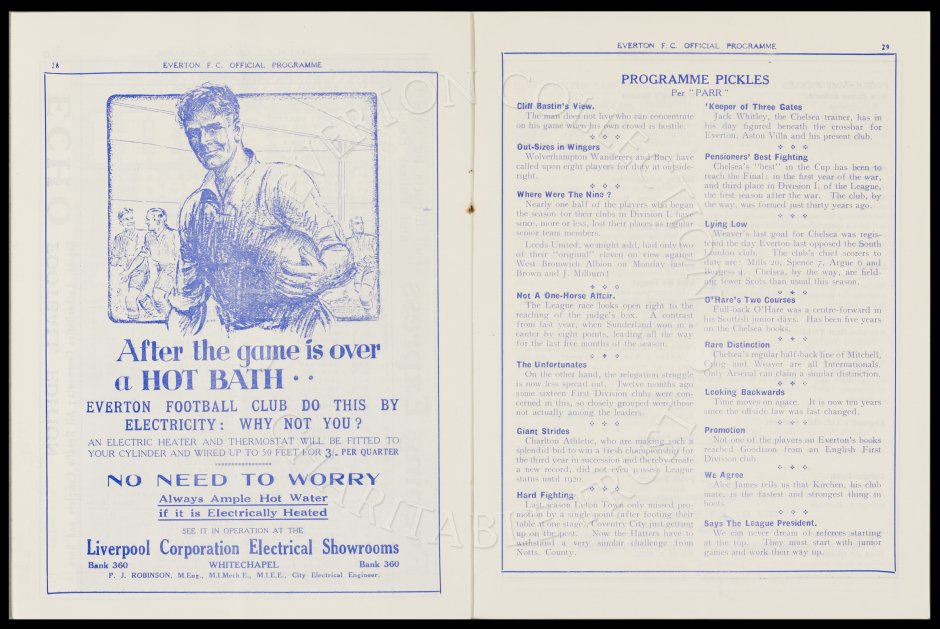 28
EVERTON F. C. OFFICIAL PROGRAMME
After the game is over
a HOT BATH . .
EVERTON FOOTBALL CLUB DO THIS BY
ELECTRICITY: WHY NOT YOU?
AN ELECTRIC HEATER AND THERMOSTAT WILL BE FITTED TO
YOUR CYLINDER AND WIRED UP TO 50 FEET FOR 3/- PER QUARTER
NO NEED TO WORRY
Always Ample Hot Water
if it is Electrically Heated
SEE IT IN OPERATION AT THE
Liverpool Corporation Electrical Showrooms
Bank 360 WHITECHAPEL Bank 360
P. J. ROBINSON, M.Eng., M.I.Mech.E., M.I.E.E., City Electrical Engineer.
EVERTON F. C. OFFICIAL PROGRAMME
29
PROGRAMME PICKLES
Per "PARR"
Cliff Bastin's View.
The man does not live who can concentrate
on his game when his own crowd is hostile.
Out-Sizes in Wingers
Wolverhampton Wanderers and Bury have
called upon eight players for duty at outside-
right.
Where Were The Nine ?
Nearly one half of the players who began
the season for their clubs in Division I. have
since, more or less, lost their places as regular
senior team members.
Leeds United, we might add, had only two
of their "original" eleven on view against
West Bromwich Albion on Monday last—
Brown and J. Milburn!
Not A One-Horse Affair.
The League race looks open right to the
reaching of the judge's box. A contrast
from last year, when Sunderland won in a
canter by eight points, leading all the way
for the last five months of the season.
The Unfortunates
On the other hand, the relegation struggle
is now less spread out. Twelve months ago
some sixteen First Division clubs were con-
cerned in this, so closely grouped were those
not actually among the leaders.
Giant Strides
Charlton Athletic, who are making such a
splendid bid to win a fresh championship for
the third year in succession and thereby create
a new record, did not even possess League
status until 1920.
Hard Fighting
Last season Luton Town only missed pro-
motion by a single point (after footing their
table at one stage), Coventry City just getting
up on the post. Now the Hatters have to
withstand a very similar challenge from
Notts. County.
'Keeper of Three Gates
Jack Whitley, the Chelsea trainer, has in
his day figured beneath the crossbar for
Everton, Aston Villa and his present club.
Pensioners' Best Fighting
Chelsea's "best" in the Cup has been to
reach the Final: in the first year of the war,
and third place in Division I. of the League,
the first season after the war. The club, by
the way, was formed just thirty years ago.
Lying Low
Weaver's last goal for Chelsea was regis-
tered the day Everton last opposed the South
London club. The club's chief scorers to
date are: Mills 20, Spence 7, Argue 6 and
Burgess 4. Chelsea, by the way, are field-
ing fewer Scots than usual this season.
O'Hare's Two Courses
Full-back O'Hare was a centre-forward in
his Scottish junior days. Has been five years
on the Chelsea books.
Rare Distinction
Chelsea's regular half-back line of Mitchell,
Craig and Weaver are all Internationals.
Only Arsenal can claim a similar distinction.
Looking Backwards
Time moves on apace. It is now ten years
since the offside law was last changed.
Promotion
Not one of the players on Everton's books
reached Goodison from an English First
Division club.
We Agree
Alec James tells us that Kirchen, his club
mate, is the fastest and strongest thing in
boots.
Says The League President.
We can never dream of referees starting
at the top. They must start with junior
games and work their way up.